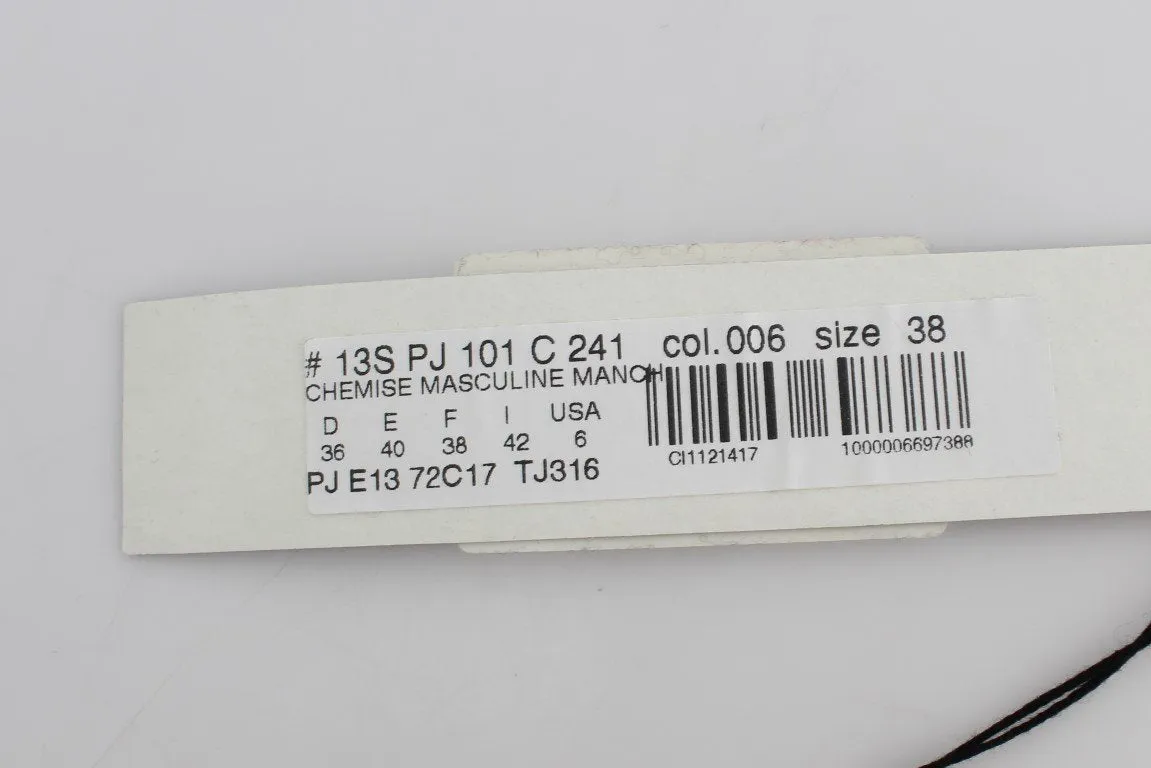 # 13S PJ 101 C 241 col.006 size 38
CHEMISE MASCULINE MANCH
D E F I USA
36 40 38 42 6
CI1121417 1000006697388
PJ E13 72C17 TJ316